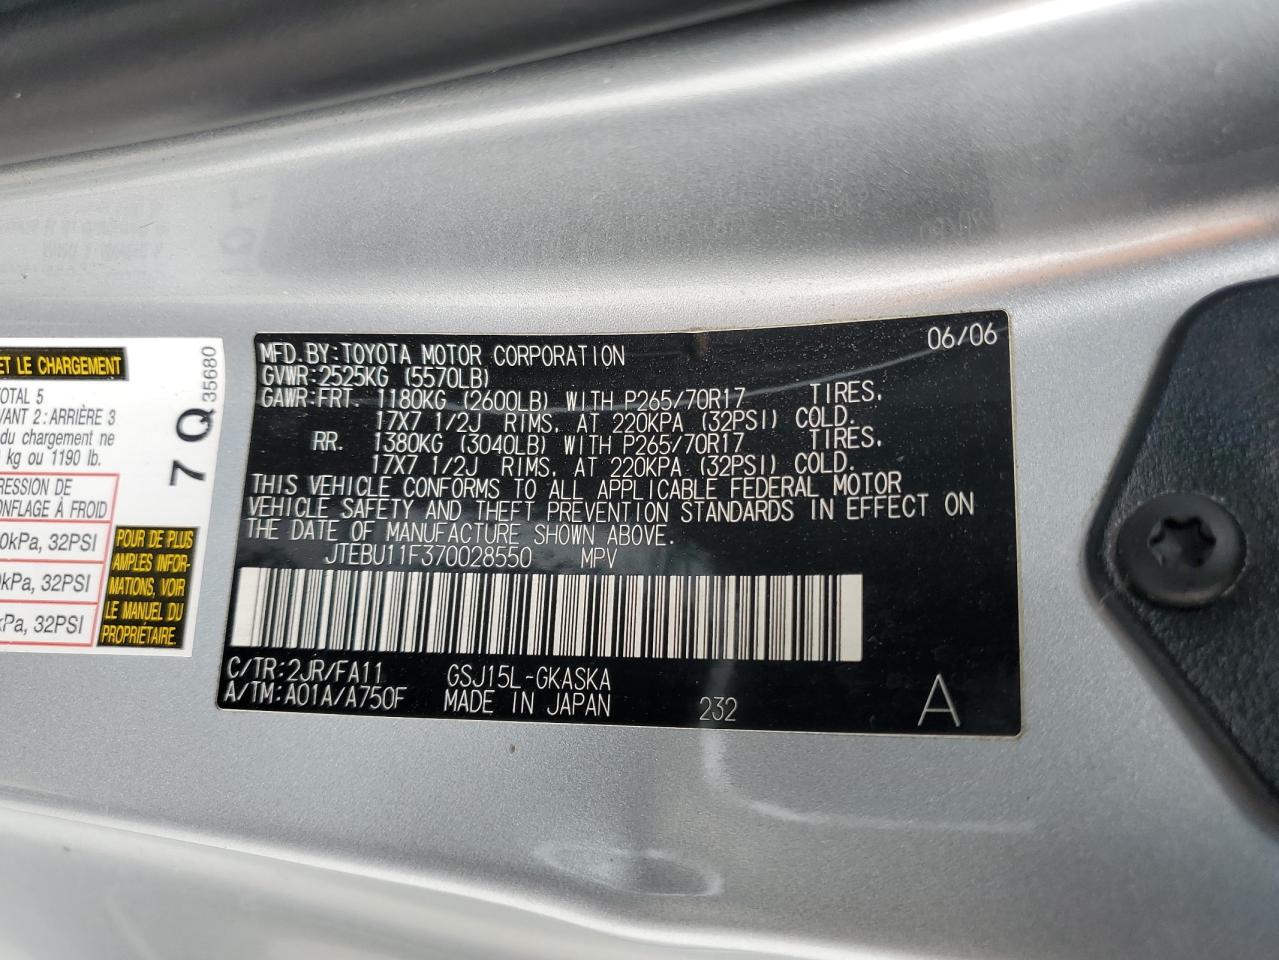 ET LE CHARGEMENT
TOTAL 5
VANT 2: ARRIÈRE 3
du chargement ne
kg ou 1190 lb.
RESSION DE
ONFLAGE À FROID
0kPa, 32PSI
0kPa, 32PSI
kPa, 32PSI
POUR DE PLUS
AMPLES INFOR-
MATIONS, VOIR
LE MANUEL DU
PROPRIÉTAIRE.
7 Q 35680
06/06
MFD.BY:TOYOTA MOTOR CORPORATION
GVWR:2525KG (5570LB)
GAWR:FRT. 1180KG (2600LB) WITH P265/70R17 TIRES.
17X7 1/2J RIMS, AT 220KPA (32PSI) COLD.
RR. 1380KG (3040LB) WITH P265/70R17 TIRES.
17X7 1/2J RIMS, AT 220KPA (32PSI) COLD.
THIS VEHICLE CONFORMS TO ALL APPLICABLE FEDERAL MOTOR
VEHICLE SAFETY AND THEFT PREVENTION STANDARDS IN EFFECT ON
THE DATE OF MANUFACTURE SHOWN ABOVE.
JTEBU11F370028550 MPV
C/TR:2JR/FA11 GSJ15L-GKASKA
A/TM:A01A/A750F MADE IN JAPAN 232 A